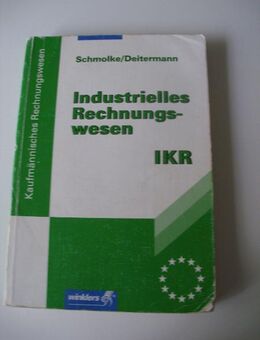 Kaufmännisches Rechnungswesen
Schmolke/Deitermann
Industrielles
Rechnungs-
wesen
IKR
winklers